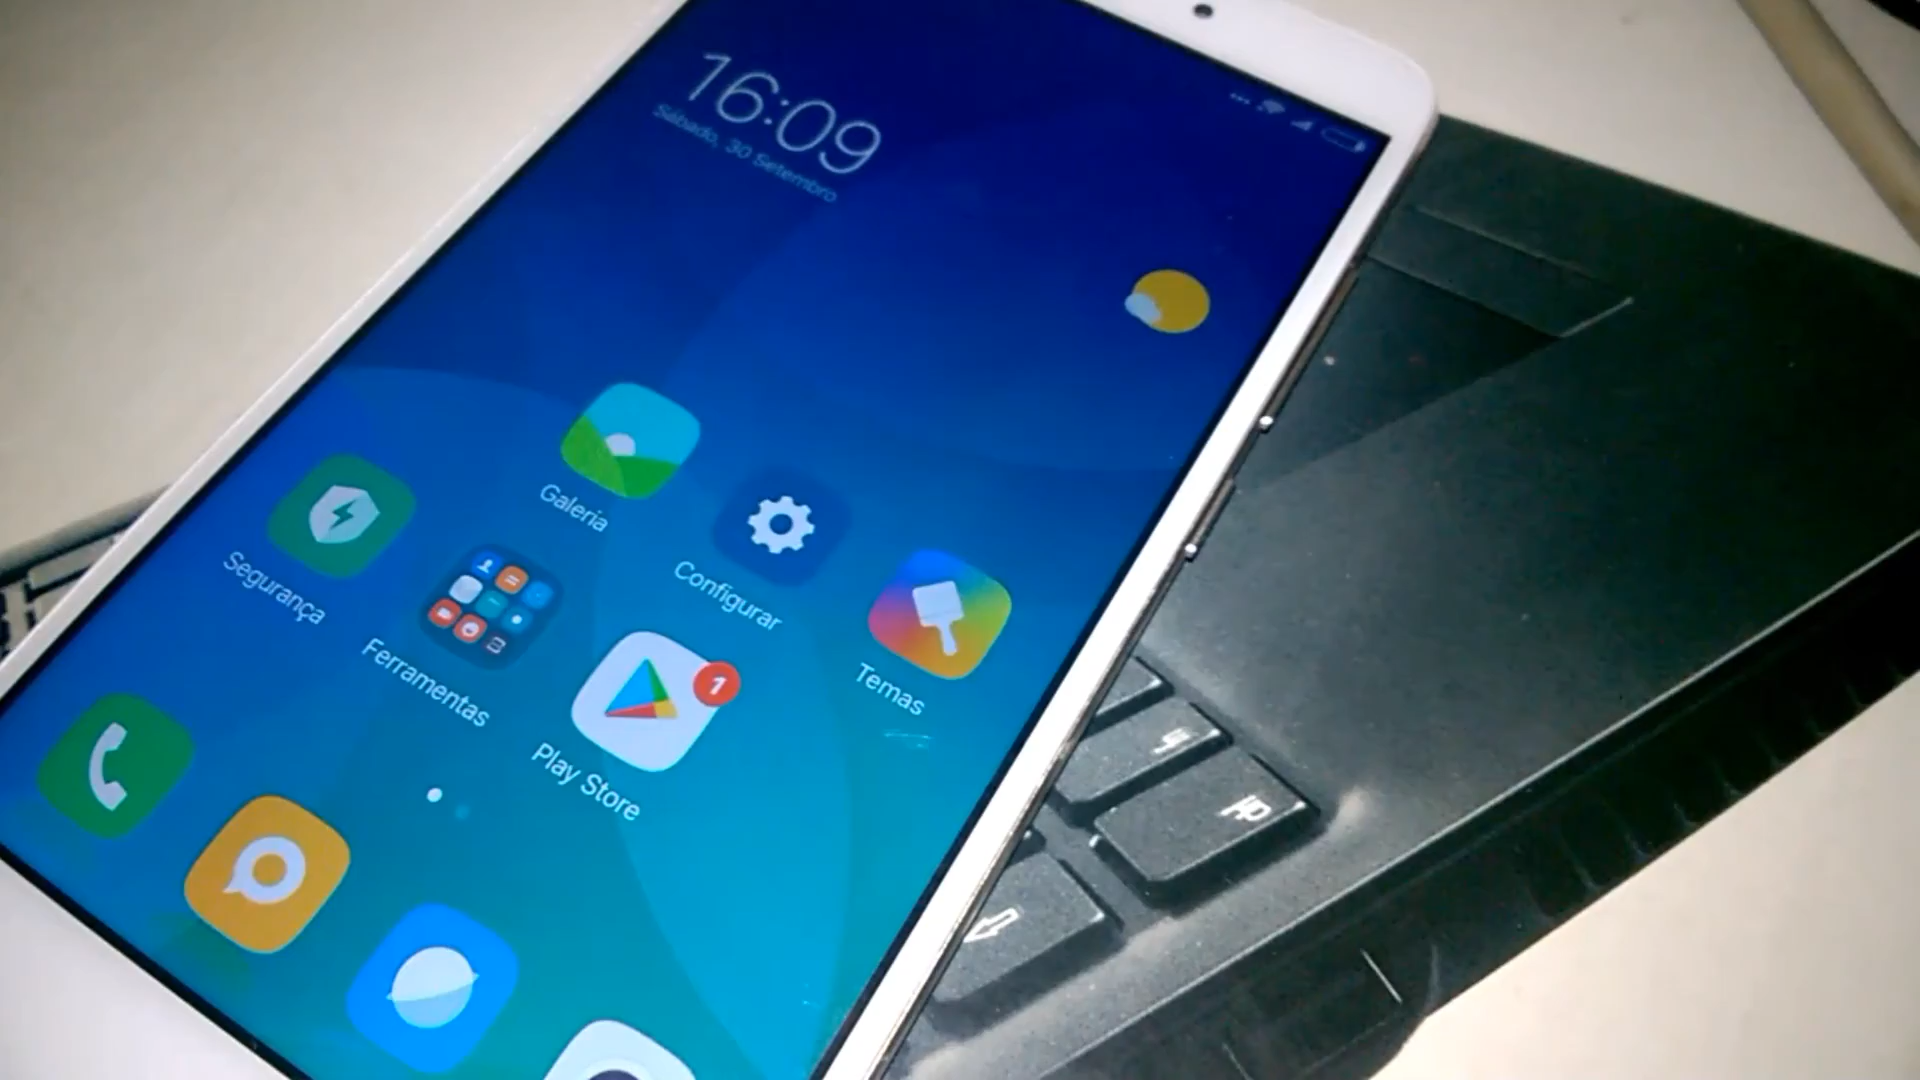 16:09
Sábado, 30 Setembro
Galeria
Segurança
Configurar
Ferramentas
1
Temas
Play Store